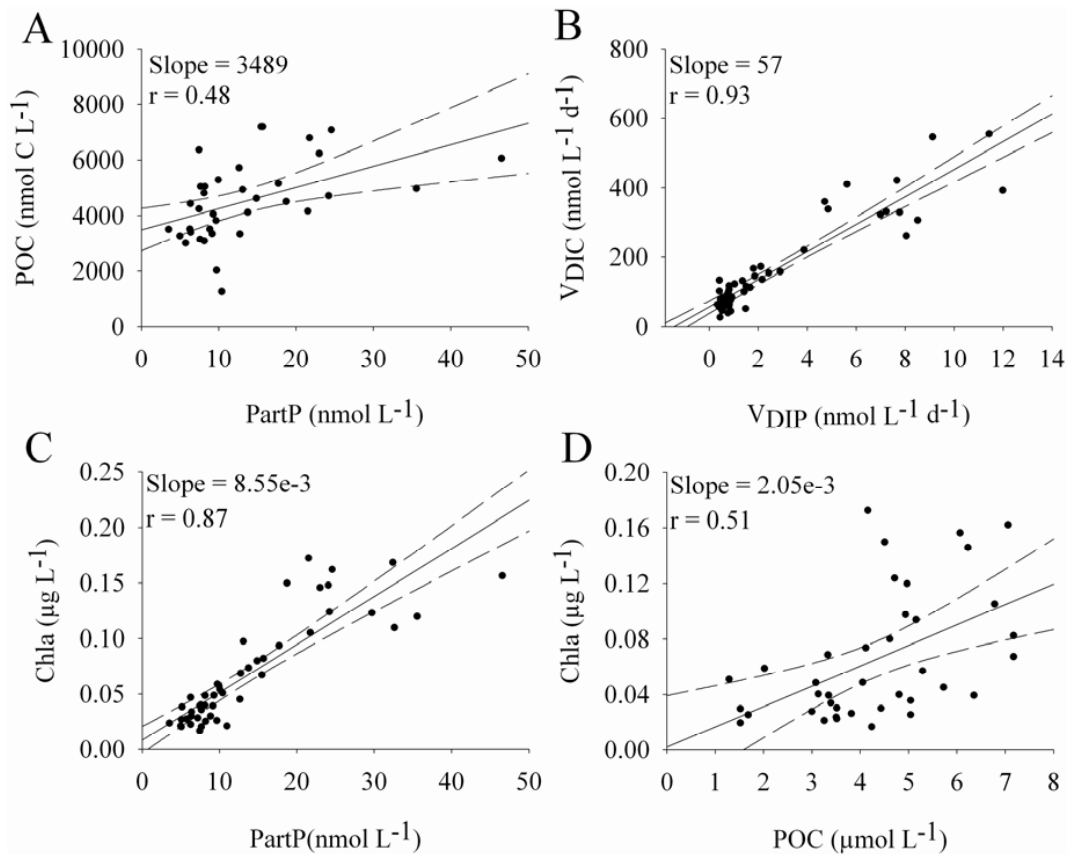 A
Slope = 3489
r = 0.48
POC (nmol C L-1)
10000
8000
6000
4000
2000
0
0 10 20 30 40 50
PartP (nmol L-1)
B
Slope = 57
r = 0.93
VDIC (nmol L-1 d-1)
800
600
400
200
0
0 2 4 6 8 10 12 14
VDIP (nmol L-1 d-1)
C
Slope = 8.55e-3
r = 0.87
Chla (µg L-1)
0.25
0.20
0.15
0.10
0.05
0.00
0 10 20 30 40 50
PartP(nmol L-1)
D
Slope = 2.05e-3
r = 0.51
Chla (µg L-1)
0.20
0.16
0.12
0.08
0.04
0.00
0 1 2 3 4 5 6 7 8
POC (µmol L-1)